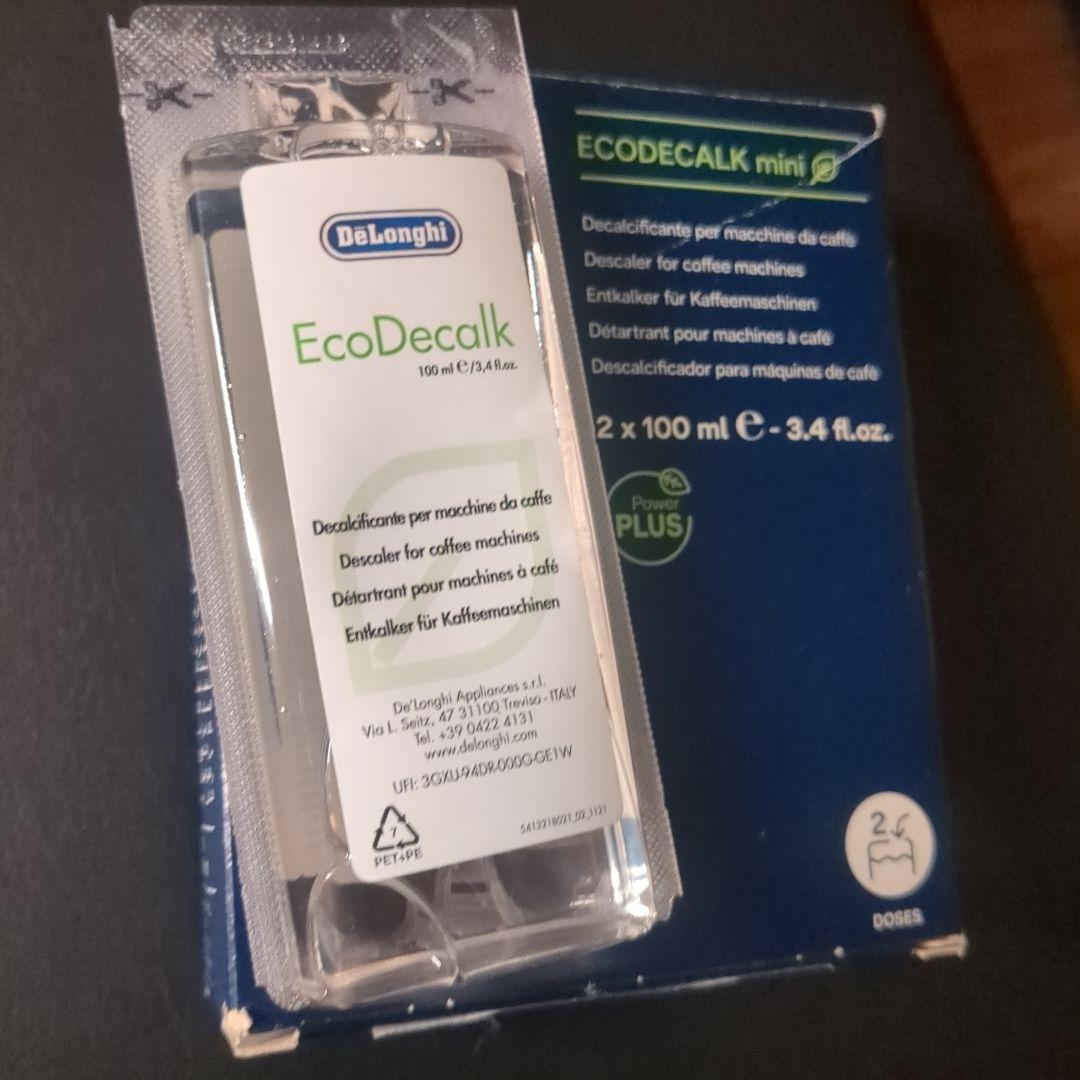 DeLonghi
EcoDecalk
100 ml ℮/3,4 fl.oz.
Decalcificante per macchine da caffe
Descaler for coffee machines
Détartrant pour machines à café
Entkalker für Kaffeemaschinen
De'Longhi Appliances s.r.l.
Via L. Seitz, 47 31100 Treviso - ITALY
Tel. +39 0422 4131
www.delonghi.com
UFI: 3GXU-94DR-000G-GE1W
7
PET+PE
5413218021_02_1121
ECODECALK mini
Decalcificante per macchine da caffè
Descaler for coffee machines
Entkalker für Kaffeemaschinen
Détartrant pour machines à café
Descalcificador para máquinas de café
2 x 100 ml ℮ - 3.4 fl.oz.
Power
PLUS
2
DOSES